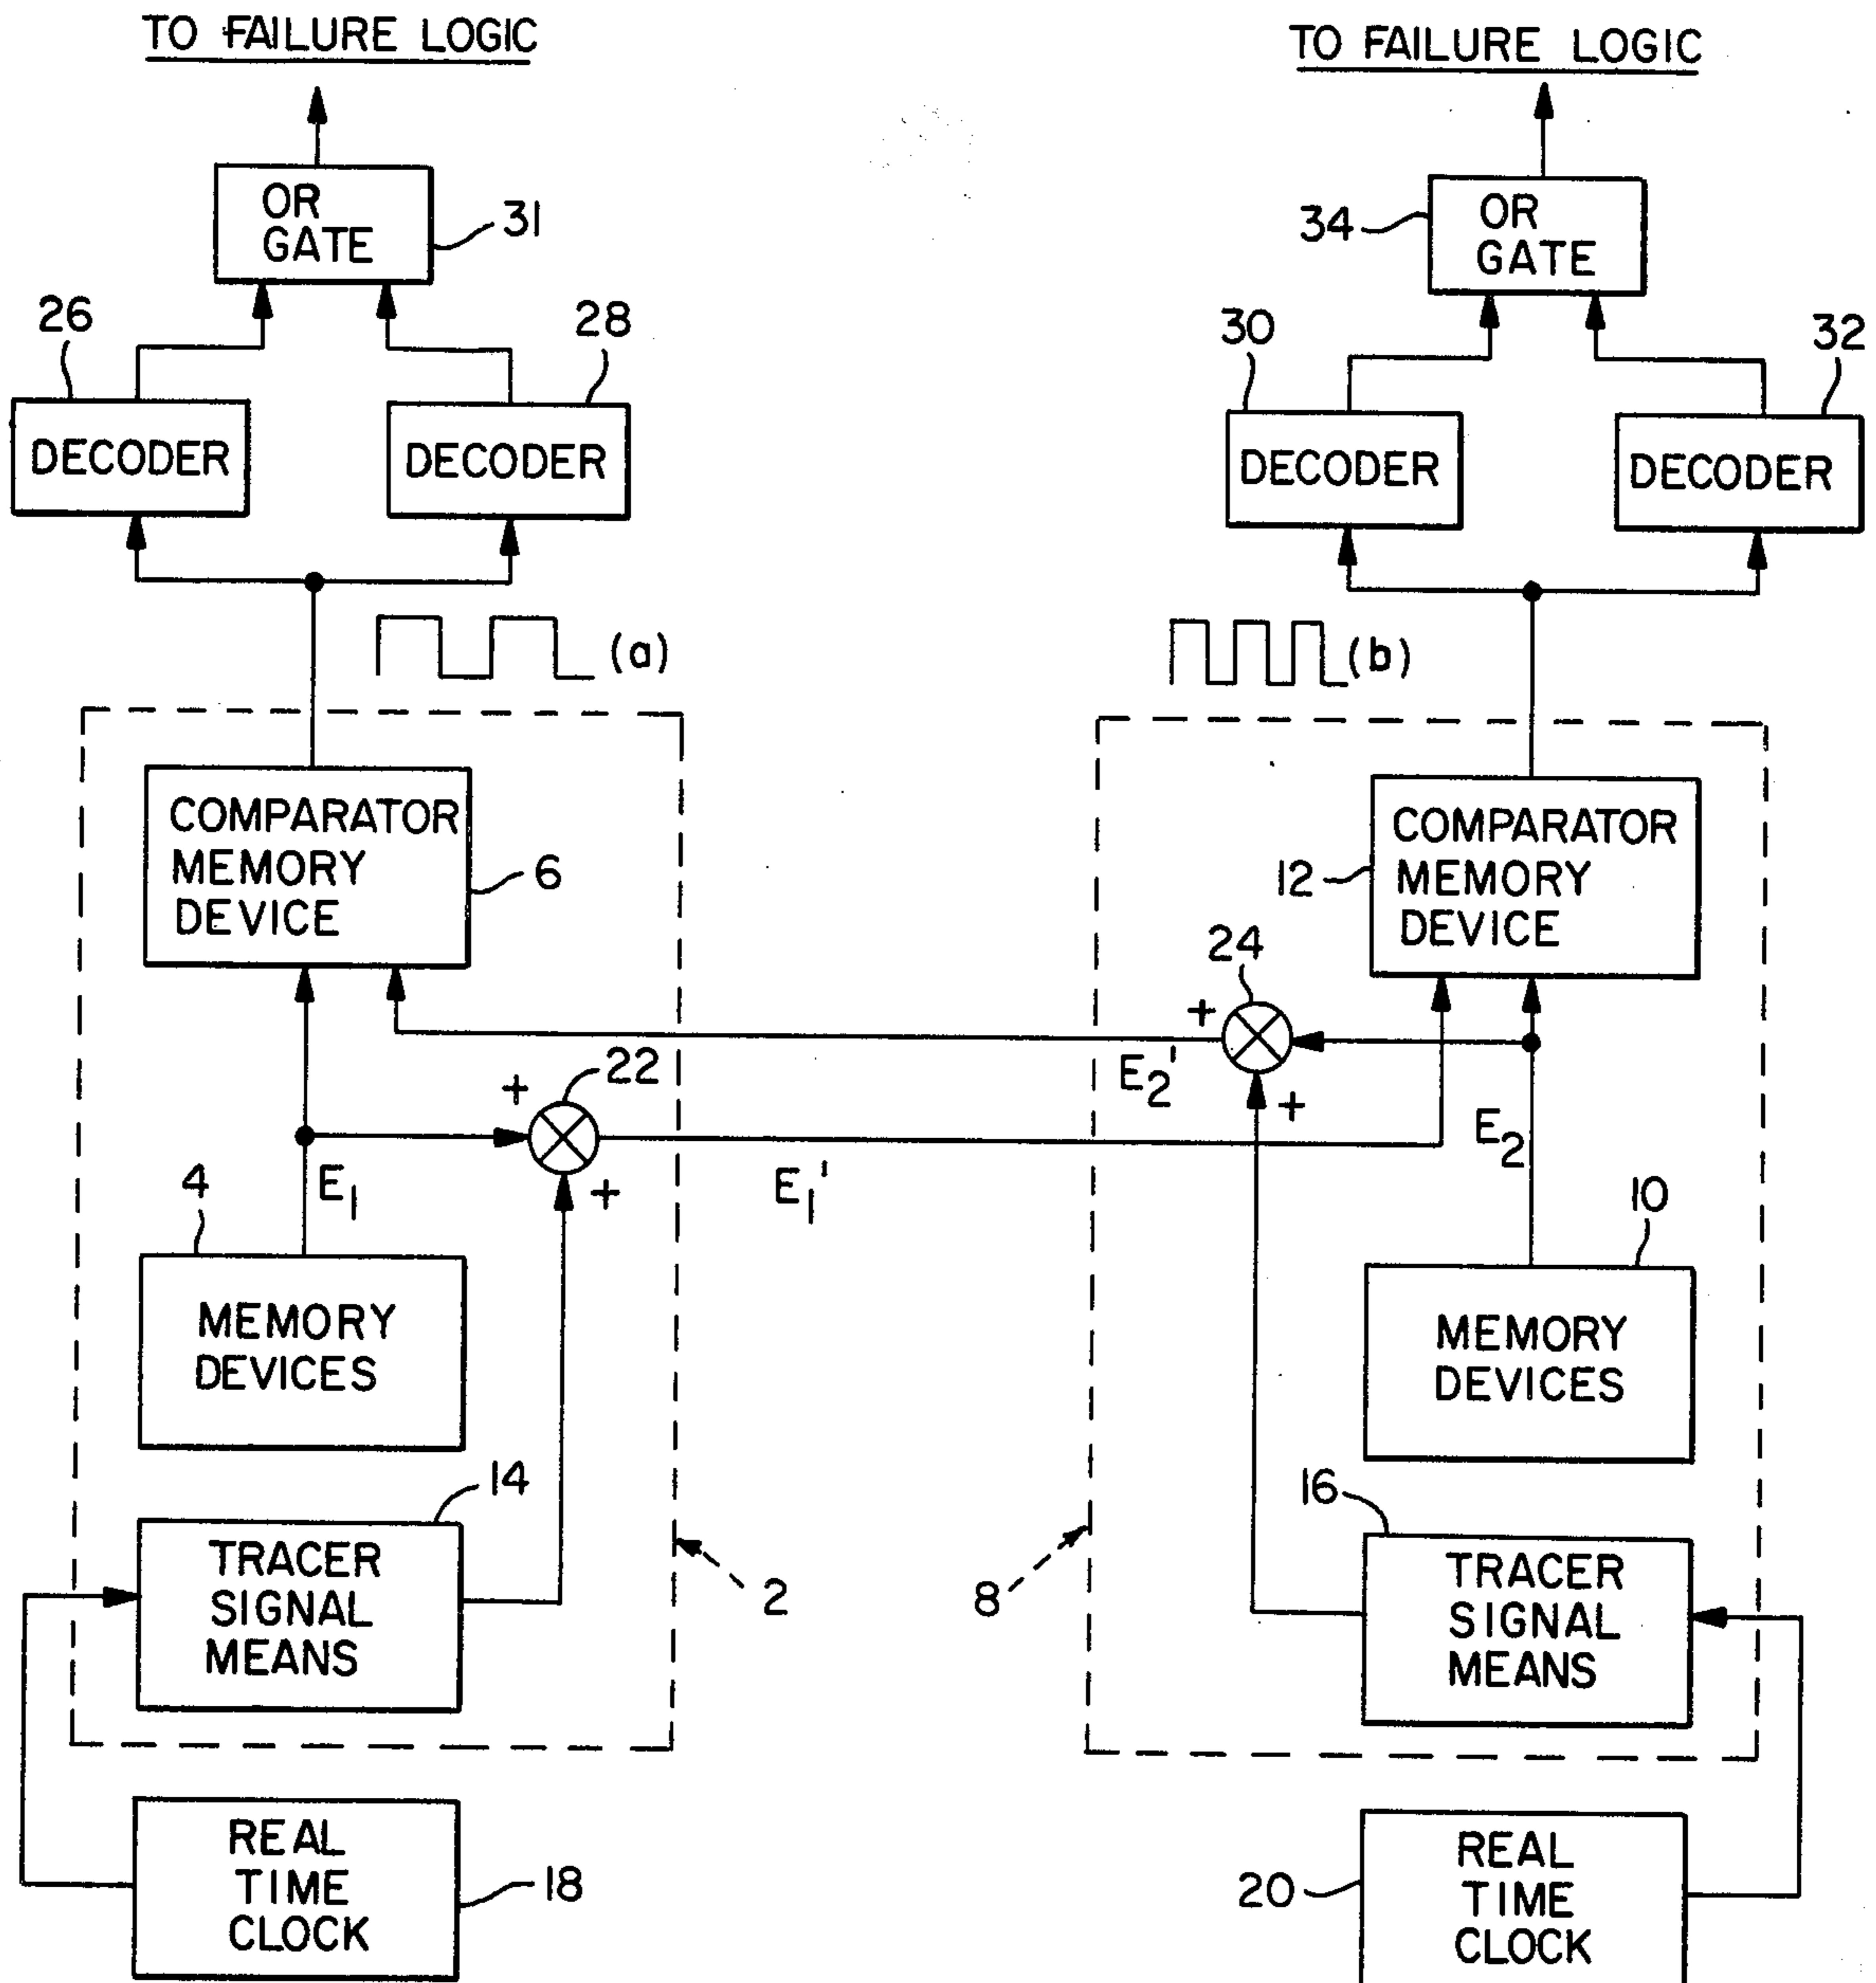 TO FAILURE LOGIC
TO FAILURE LOGIC
OR
GATE
31
34
OR
GATE
26
28
30
32
DECODER
DECODER
DECODER
DECODER
(a)
(b)
COMPARATOR
MEMORY
DEVICE
6
12
COMPARATOR
MEMORY
DEVICE
24
+
E2'
+
22
+
+
E1
E1'
E2
4
10
MEMORY
DEVICES
MEMORY
DEVICES
14
16
TRACER
SIGNAL
MEANS
2
8
TRACER
SIGNAL
MEANS
REAL
TIME
CLOCK
18
20
REAL
TIME
CLOCK